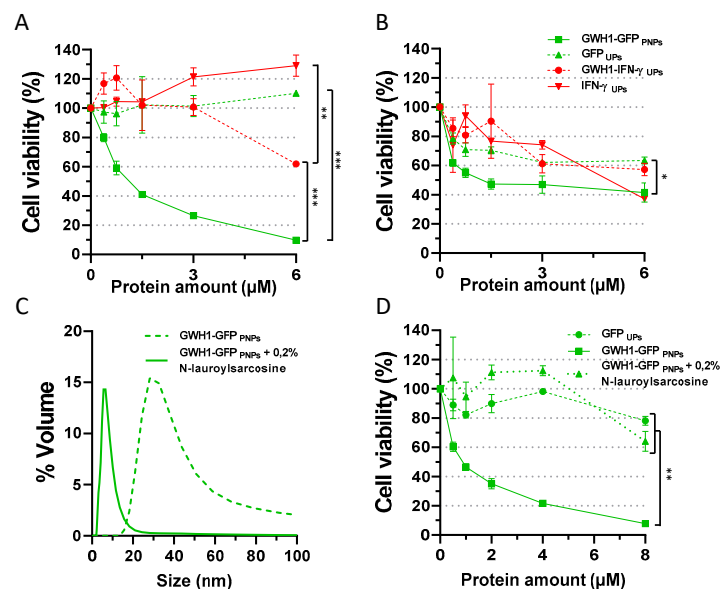 A
Cell viability (%)
140
120
100
80
60
40
20
0
0
3
6
Protein amount (µM)
**
***
***
B
GWH1-GFP PNPs
GFP UPs
GWH1-IFN-γ UPs
IFN-γ UPs
Cell viability (%)
140
120
100
80
60
40
20
0
0
3
6
Protein amount (µM)
*
C
GWH1-GFP PNPs
GWH1-GFP PNPs + 0,2%
N-lauroylsarcosine
% Volume
20
15
10
5
0
0
20
40
60
80
100
Size (nm)
D
GFP UPs
GWH1-GFP PNPs
GWH1-GFP PNPs + 0,2%
N-lauroylsarcosine
Cell viability (%)
140
120
100
80
60
40
20
0
0
2
4
6
8
Protein amount (µM)
**